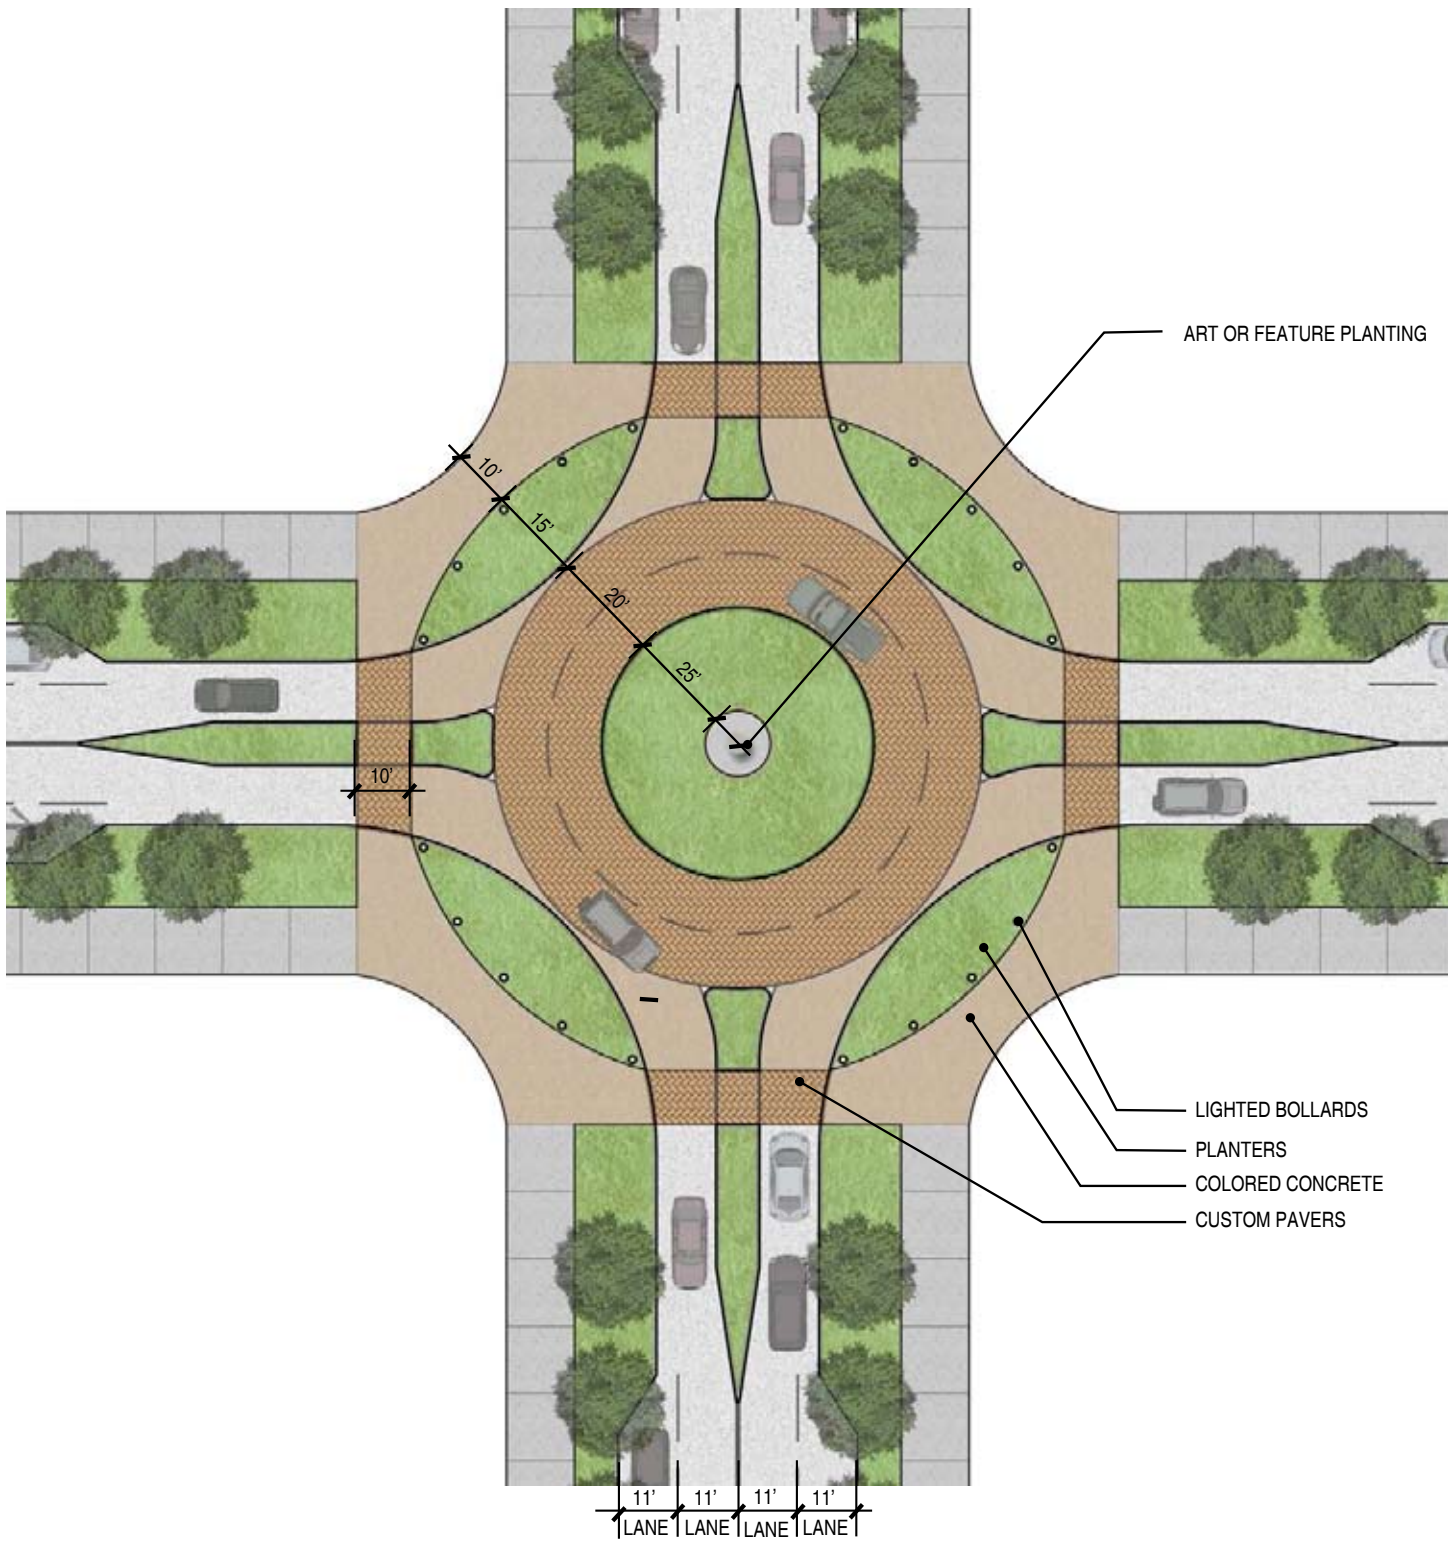 ART OR FEATURE PLANTING
10’
15’
20’
25’
10’
LIGHTED BOLLARDS
PLANTERS
COLORED CONCRETE
CUSTOM PAVERS
11’ 11’ 11’ 11’
LANE LANE LANE LANE